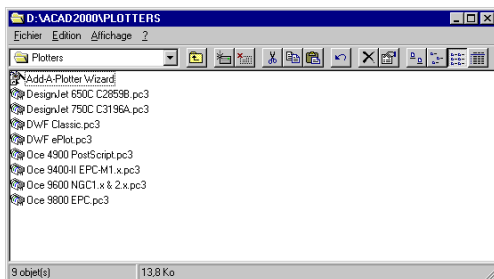 D:\ACAD2000\PLOTTERS
Fichier Edition Affichage ?
Plotters
Add-A-Plotter Wizard
DesignJet 650C C2859B.pc3
DesignJet 750C C3196A.pc3
DWF Classic.pc3
DWF ePlot.pc3
Oce 4900 PostScript.pc3
Oce 9400-II EPC-M1.x.pc3
Oce 9600 NGC1.x & 2.x.pc3
Oce 9800 EPC.pc3
9 objet(s) 13,8 Ko